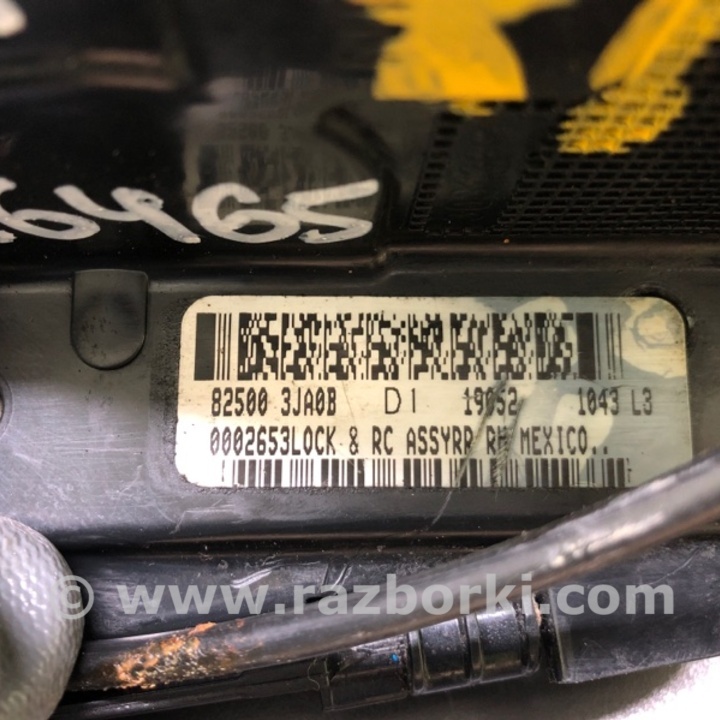 6465
82500 3JA0B D1 19052 1043 L3
0002653LOCK & RC ASSYRR RH MEXICO..
© www.razborki.com